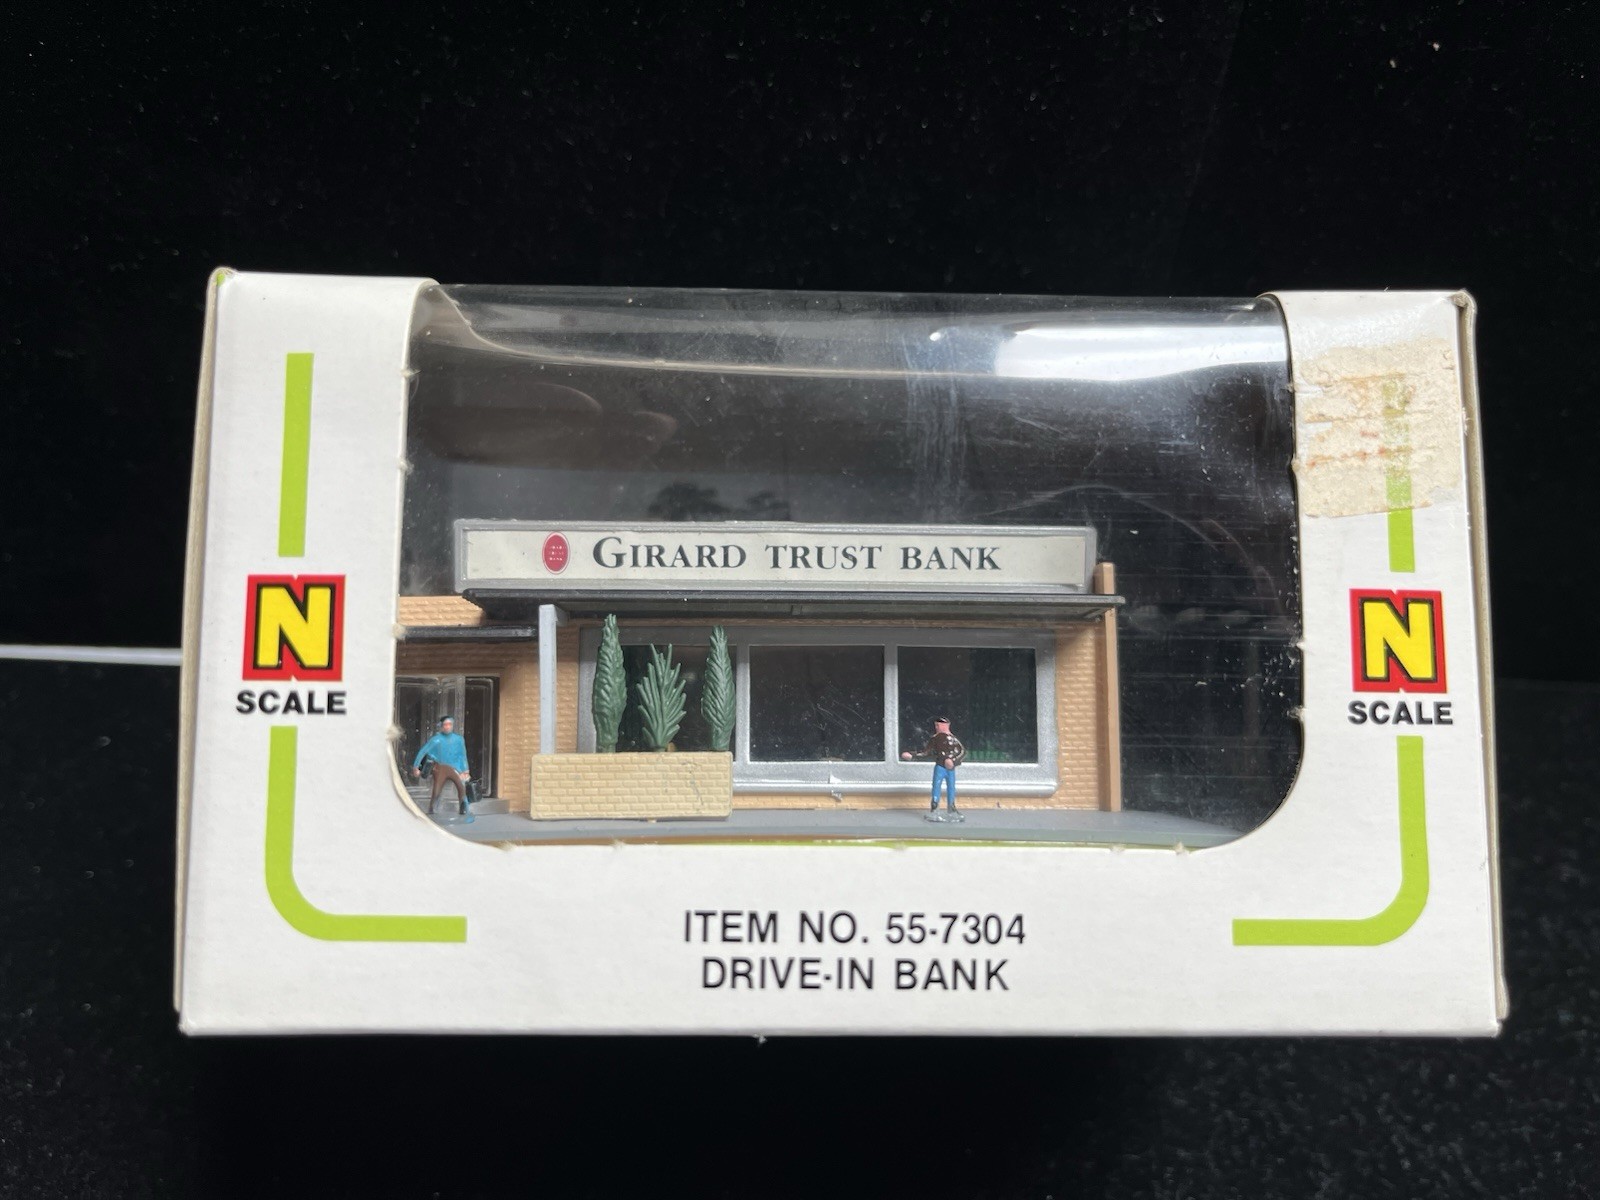 GIRARD TRUST BANK
N
SCALE
N
SCALE
ITEM NO. 55-7304
DRIVE-IN BANK